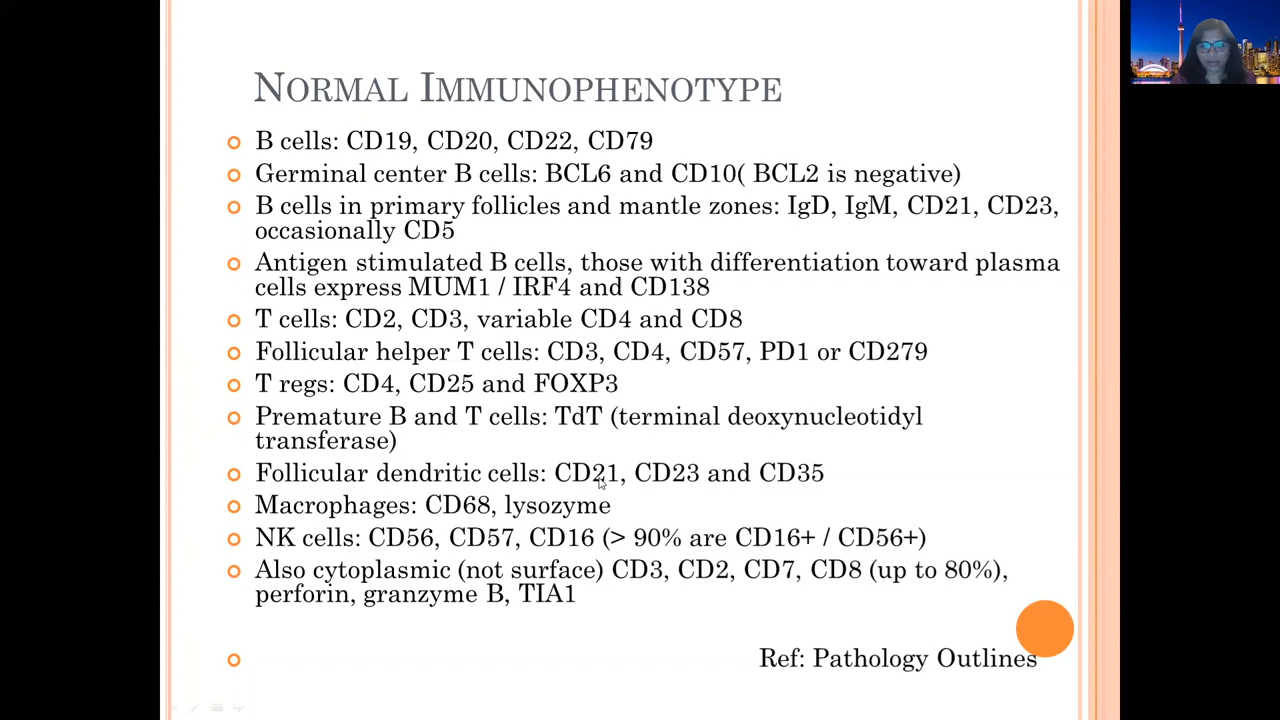 NORMAL IMMUNOPHENOTYPE
B cells: CD19, CD20, CD22, CD79
Germinal center B cells: BCL6 and CD10( BCL2 is negative)
B cells in primary follicles and mantle zones: IgD, IgM, CD21, CD23,
occasionally CD5
Antigen stimulated B cells, those with differentiation toward plasma
cells express MUM1 / IRF4 and CD138
T cells: CD2, CD3, variable CD4 and CD8
Follicular helper T cells: CD3, CD4, CD57, PD1 or CD279
T regs: CD4, CD25 and FOXP3
Premature B and T cells: TdT (terminal deoxynucleotidyl
transferase)
Follicular dendritic cells: CD21, CD23 and CD35
Macrophages: CD68, lysozyme
NK cells: CD56, CD57, CD16 (> 90% are CD16+ / CD56+)
Also cytoplasmic (not surface) CD3, CD2, CD7, CD8 (up to 80%),
perforin, granzyme B, TIA1
Ref: Pathology Outlines